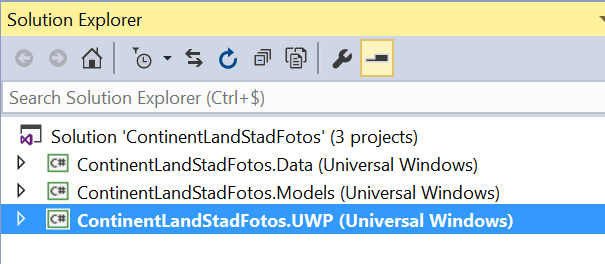 Solution Explorer
Search Solution Explorer (Ctrl+$)
Solution 'ContinentLandStadFotos' (3 projects)
C# ContinentLandStadFotos.Data (Universal Windows)
C# ContinentLandStadFotos.Models (Universal Windows)
C# ContinentLandStadFotos.UWP (Universal Windows)